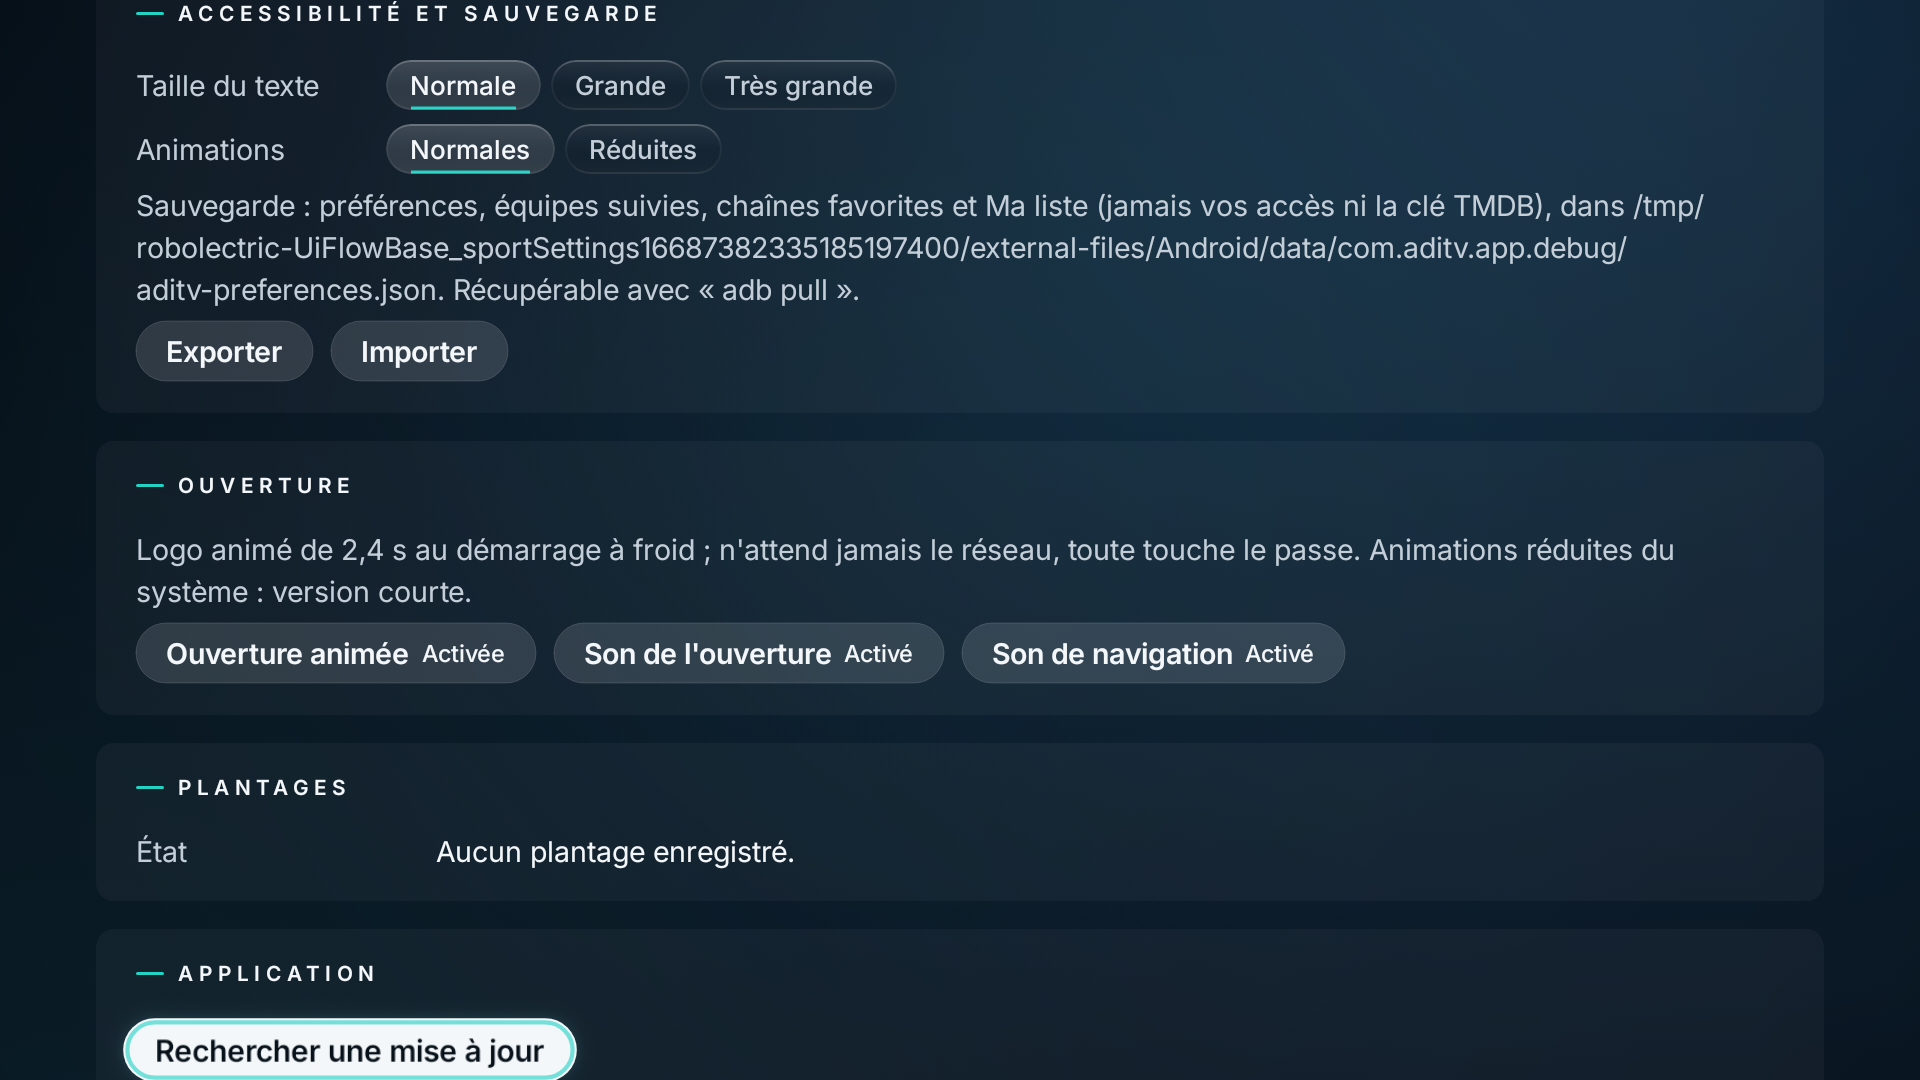 ACCESSIBILITÉ ET SAUVEGARDE
Taille du texte Normale Grande Très grande
Animations Normales Réduites
Sauvegarde : préférences, équipes suivies, chaînes favorites et Ma liste (jamais vos accès ni la clé TMDB), dans /tmp/
robolectric-UiFlowBase_sportSettings16687382335185197400/external-files/Android/data/com.aditv.app.debug/
aditv-preferences.json. Récupérable avec « adb pull ».
Exporter Importer
OUVERTURE
Logo animé de 2,4 s au démarrage à froid ; n'attend jamais le réseau, toute touche le passe. Animations réduites du
système : version courte.
Ouverture animée Activée Son de l'ouverture Activé Son de navigation Activé
PLANTAGES
État Aucun plantage enregistré.
APPLICATION
Rechercher une mise à jour